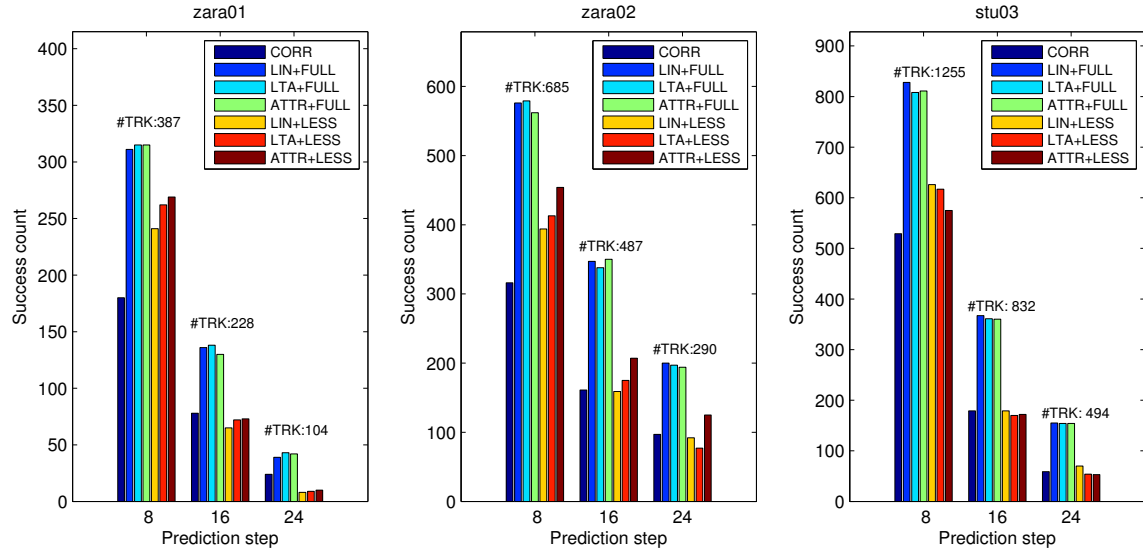 zara01
400
350
300
250
200
150
100
50
0
Success count
8
16
24
Prediction step
#TRK:387
#TRK:228
#TRK:104
CORR
LIN+FULL
LTA+FULL
ATTR+FULL
LIN+LESS
LTA+LESS
ATTR+LESS
zara02
600
500
400
300
200
100
0
Success count
8
16
24
Prediction step
#TRK:685
#TRK:487
#TRK:290
CORR
LIN+FULL
LTA+FULL
ATTR+FULL
LIN+LESS
LTA+LESS
ATTR+LESS
stu03
900
800
700
600
500
400
300
200
100
0
Success count
8
16
24
Prediction step
#TRK:1255
#TRK: 832
#TRK: 494
CORR
LIN+FULL
LTA+FULL
ATTR+FULL
LIN+LESS
LTA+LESS
ATTR+LESS